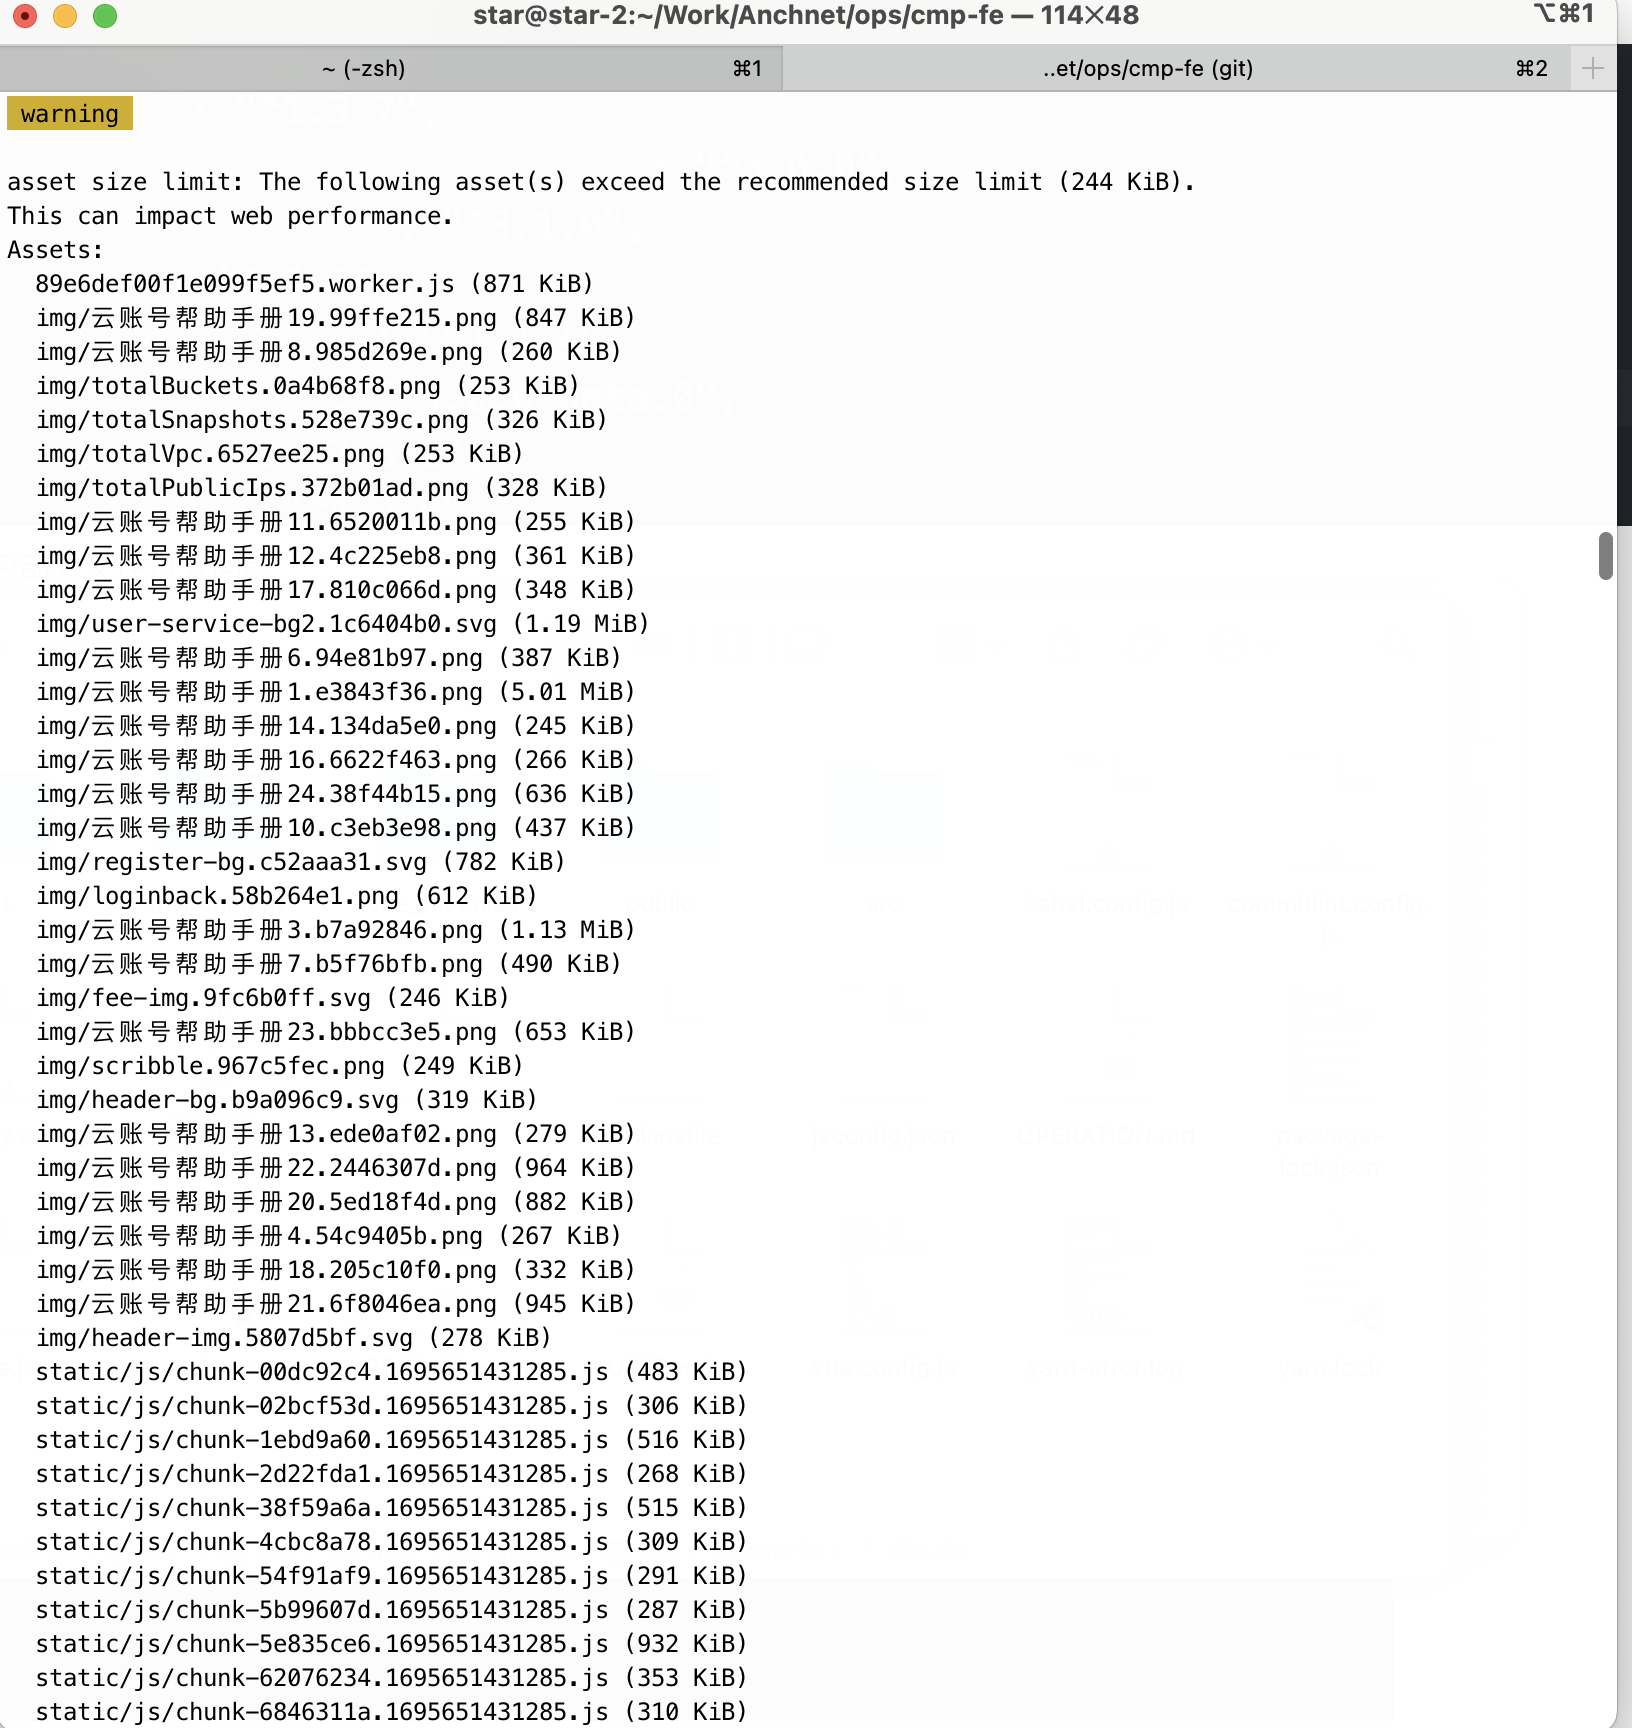 star@star-2:~/Work/Anchnet/ops/cmp-fe — 114×48
⌥⌘1
~ (-zsh)
⌘1
..et/ops/cmp-fe (git)
⌘2
warning
asset size limit: The following asset(s) exceed the recommended size limit (244 KiB).
This can impact web performance.
Assets:
89e6def00f1e099f5ef5.worker.js (871 KiB)
img/云账号帮助手册19.99ffe215.png (847 KiB)
img/云账号帮助手册8.985d269e.png (260 KiB)
img/totalBuckets.0a4b68f8.png (253 KiB)
img/totalSnapshots.528e739c.png (326 KiB)
img/totalVpc.6527ee25.png (253 KiB)
img/totalPublicIps.372b01ad.png (328 KiB)
img/云账号帮助手册11.6520011b.png (255 KiB)
img/云账号帮助手册12.4c225eb8.png (361 KiB)
img/云账号帮助手册17.810c066d.png (348 KiB)
img/user-service-bg2.1c6404b0.svg (1.19 MiB)
img/云账号帮助手册6.94e81b97.png (387 KiB)
img/云账号帮助手册1.e3843f36.png (5.01 MiB)
img/云账号帮助手册14.134da5e0.png (245 KiB)
img/云账号帮助手册16.6622f463.png (266 KiB)
img/云账号帮助手册24.38f44b15.png (636 KiB)
img/云账号帮助手册10.c3eb3e98.png (437 KiB)
img/register-bg.c52aaa31.svg (782 KiB)
img/loginback.58b264e1.png (612 KiB)
img/云账号帮助手册3.b7a92846.png (1.13 MiB)
img/云账号帮助手册7.b5f76bfb.png (490 KiB)
img/fee-img.9fc6b0ff.svg (246 KiB)
img/云账号帮助手册23.bbbcc3e5.png (653 KiB)
img/scribble.967c5fec.png (249 KiB)
img/header-bg.b9a096c9.svg (319 KiB)
img/云账号帮助手册13.ede0af02.png (279 KiB)
img/云账号帮助手册22.2446307d.png (964 KiB)
img/云账号帮助手册20.5ed18f4d.png (882 KiB)
img/云账号帮助手册4.54c9405b.png (267 KiB)
img/云账号帮助手册18.205c10f0.png (332 KiB)
img/云账号帮助手册21.6f8046ea.png (945 KiB)
img/header-img.5807d5bf.svg (278 KiB)
static/js/chunk-00dc92c4.1695651431285.js (483 KiB)
static/js/chunk-02bcf53d.1695651431285.js (306 KiB)
static/js/chunk-1ebd9a60.1695651431285.js (516 KiB)
static/js/chunk-2d22fda1.1695651431285.js (268 KiB)
static/js/chunk-38f59a6a.1695651431285.js (515 KiB)
static/js/chunk-4cbc8a78.1695651431285.js (309 KiB)
static/js/chunk-54f91af9.1695651431285.js (291 KiB)
static/js/chunk-5b99607d.1695651431285.js (287 KiB)
static/js/chunk-5e835ce6.1695651431285.js (932 KiB)
static/js/chunk-62076234.1695651431285.js (353 KiB)
static/js/chunk-6846311a.1695651431285.js (310 KiB)